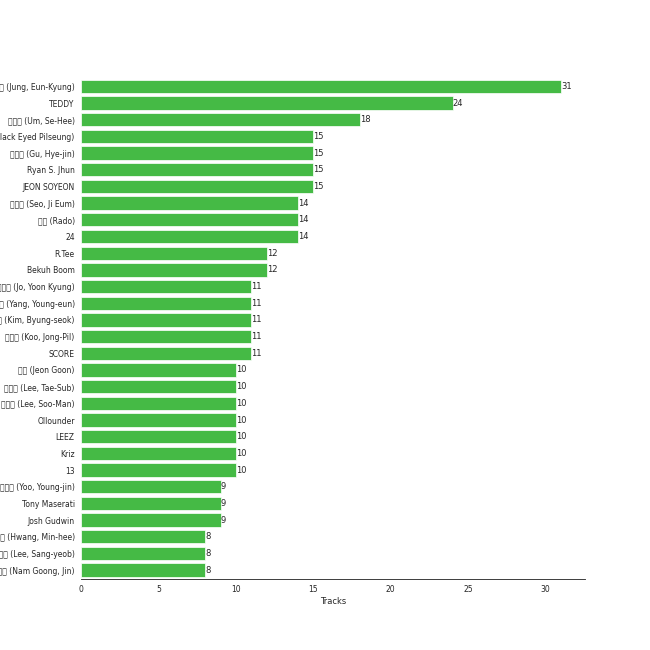 (Jung, Eun-Kyung) 31
TEDDY 24
(Um, Se-Hee) 18
lack Eyed Pilseung) 15
(Gu, Hye-jin) 15
Ryan S. Jhun 15
JEON SOYEON 15
(Seo, Ji Eum) 14
(Rado) 14
24 14
R.Tee 12
Bekuh Boom 12
(Jo, Yoon Kyung) 11
(Yang, Young-eun) 11
(Kim, Byung-seok) 11
(Koo, Jong-Pil) 11
SCORE 11
(Jeon Goon) 10
(Lee, Tae-Sub) 10
(Lee, Soo-Man) 10
Ollounder 10
LEEZ 10
Kriz 10
13 10
(Yoo, Young-jin) 9
Tony Maserati 9
Josh Gudwin 9
(Hwang, Min-hee) 8
(Lee, Sang-yeob) 8
(Nam Goong, Jin) 8
0 5 10 15 20 25 30
Tracks